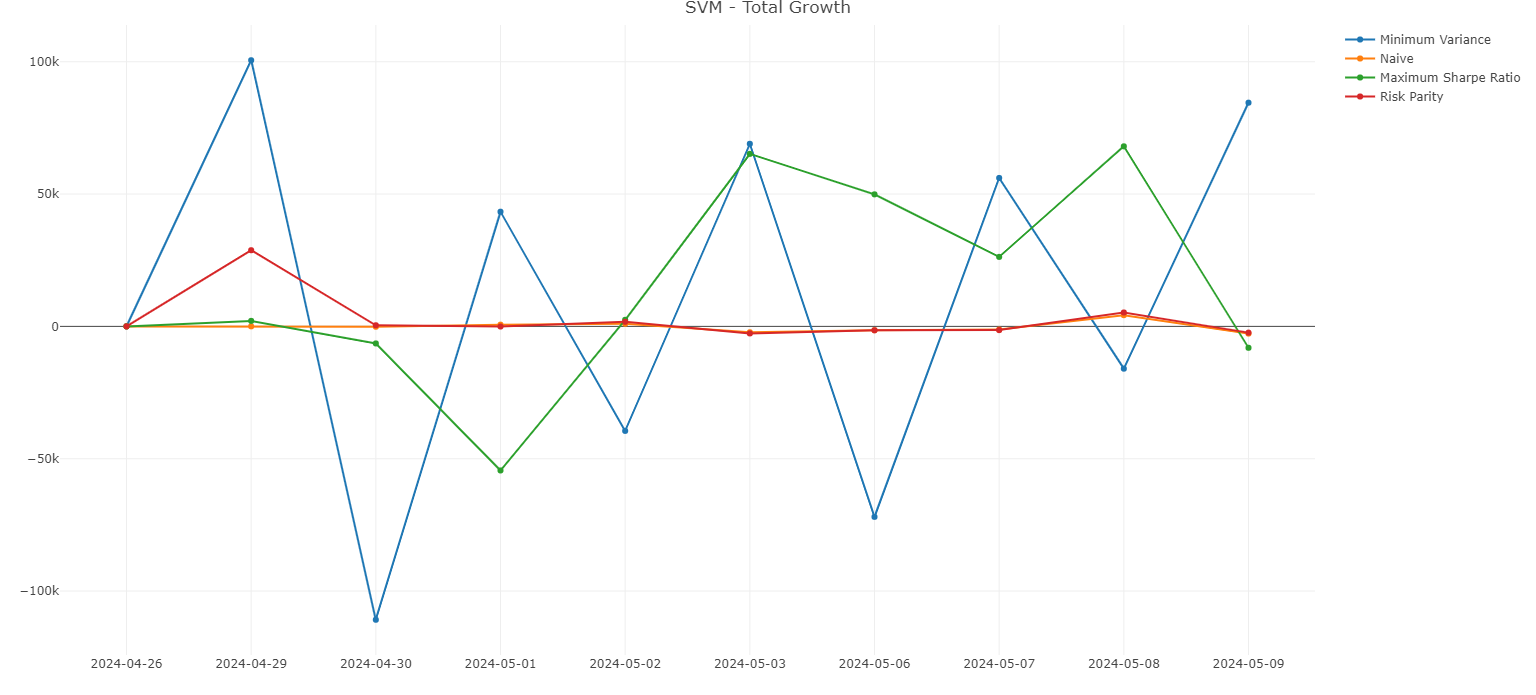 SVM - Total Growth
Minimum Variance
Naive
Maximum Sharpe Ratio
Risk Parity
100k
50k
0
−50k
−100k
2024-04-26 2024-04-29 2024-04-30 2024-05-01 2024-05-02 2024-05-03 2024-05-06 2024-05-07 2024-05-08 2024-05-09